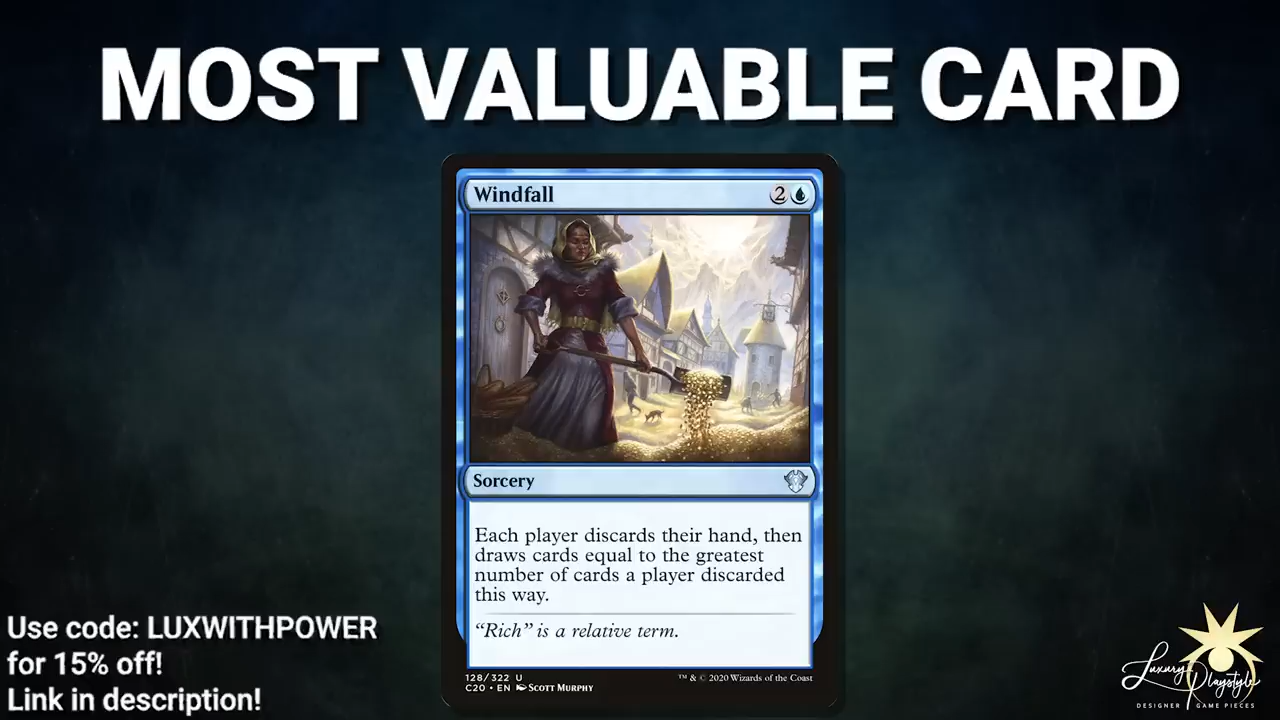 MOST VALUABLE CARD
Windfall
2
Sorcery
Each player discards their hand, then
draws cards equal to the greatest
number of cards a player discarded
this way.
“Rich” is a relative term.
128/322 U
C20 • EN Scott Murphy
™ & © 2020 Wizards of the Coast
Use code: LUXWITHPOWER
for 15% off!
Link in description!
Luxury
Playstyle
DESIGNER GAME PIECES